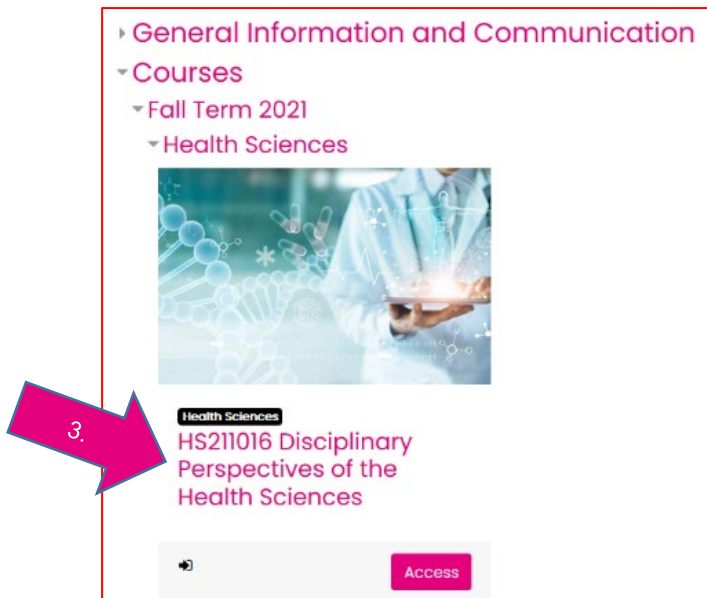 General Information and Communication
Courses
Fall Term 2021
Health Sciences
Health Sciences
HS211016 Disciplinary
Perspectives of the
Health Sciences
3.
Access